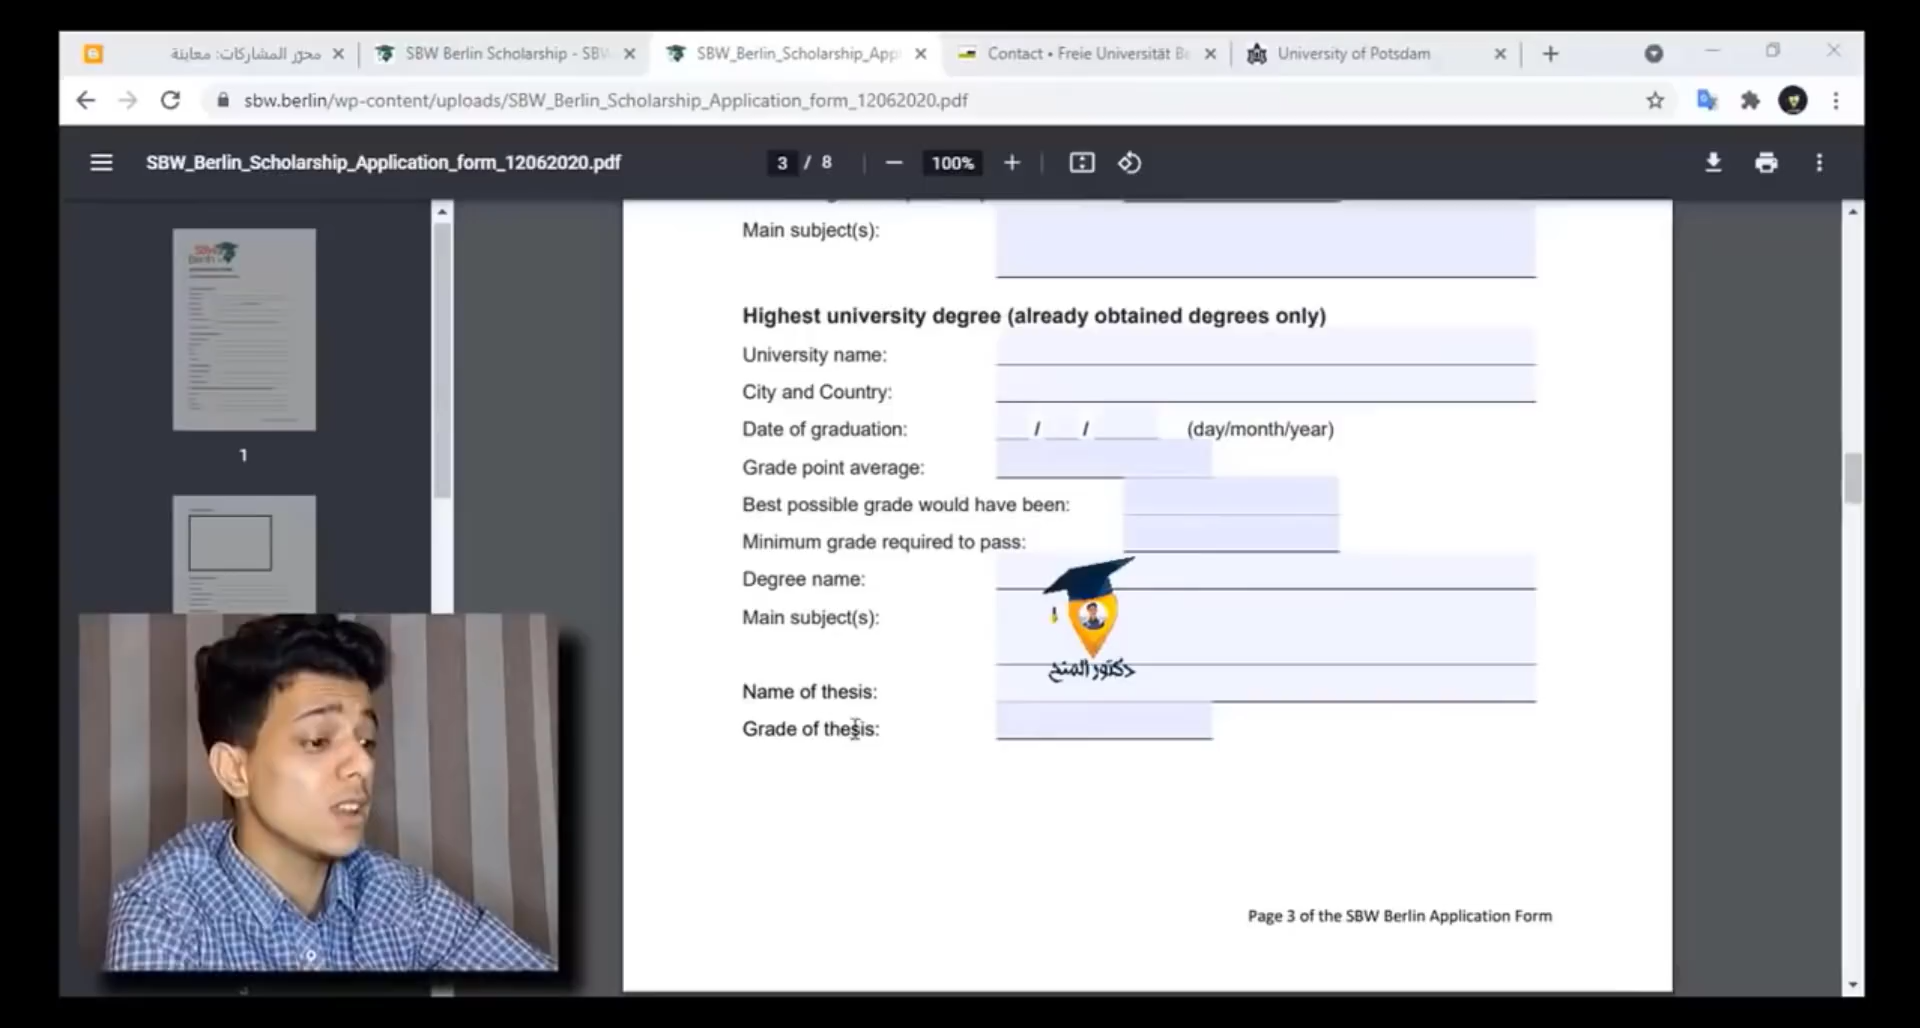 محرّر المشاركات: معاينة
SBW Berlin Scholarship - SBW
SBW_Berlin_Scholarship_App
Contact • Freie Universität Be
University of Potsdam
sbw.berlin/wp-content/uploads/SBW_Berlin_Scholarship_Application_form_12062020.pdf
SBW_Berlin_Scholarship_Application_form_12062020.pdf
3 / 8
100%
1
Main subject(s):
Highest university degree (already obtained degrees only)
University name:
City and Country:
Date of graduation: / / (day/month/year)
Grade point average:
Best possible grade would have been:
Minimum grade required to pass:
Degree name:
Main subject(s):
دكتور المنح
Name of thesis:
Grade of thesis:
Page 3 of the SBW Berlin Application Form